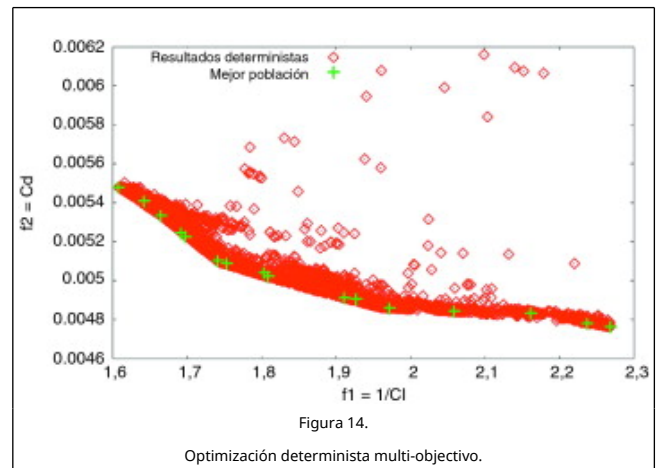 0.0062
0.006
0.0058
0.0056
0.0054
0.0052
0.005
0.0048
0.0046
f2 = Cd
Resultados deterministas
Mejor población
1,6 1,7 1,8 1,9 2 2,1 2,2 2,3
f1 = 1/Cl
Figura 14.
Optimización determinista multi-objectivo.